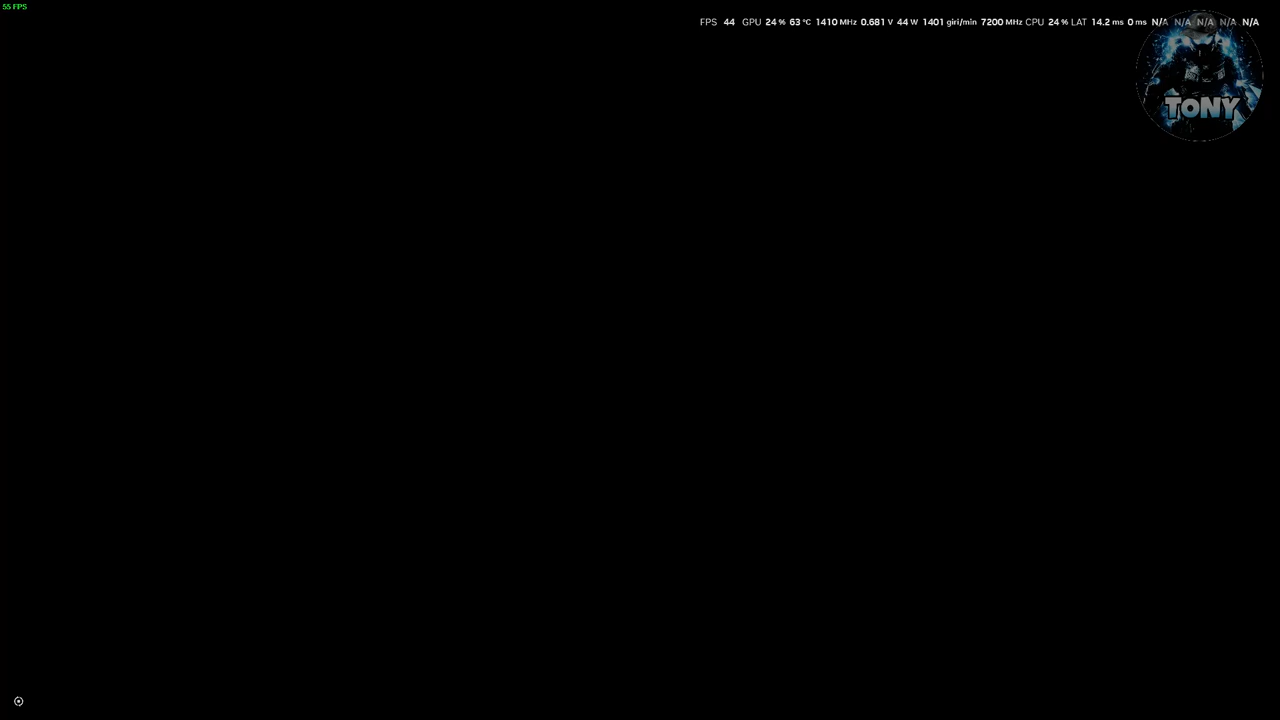 55 FPS
FPS 44 GPU 24 % 63 °C 1410 MHz 0.681 V 44 W 1401 giri/min 7200 MHz CPU 24 % LAT 14.2 ms 0 ms N/A N/A N/A N/A N/A
TONY